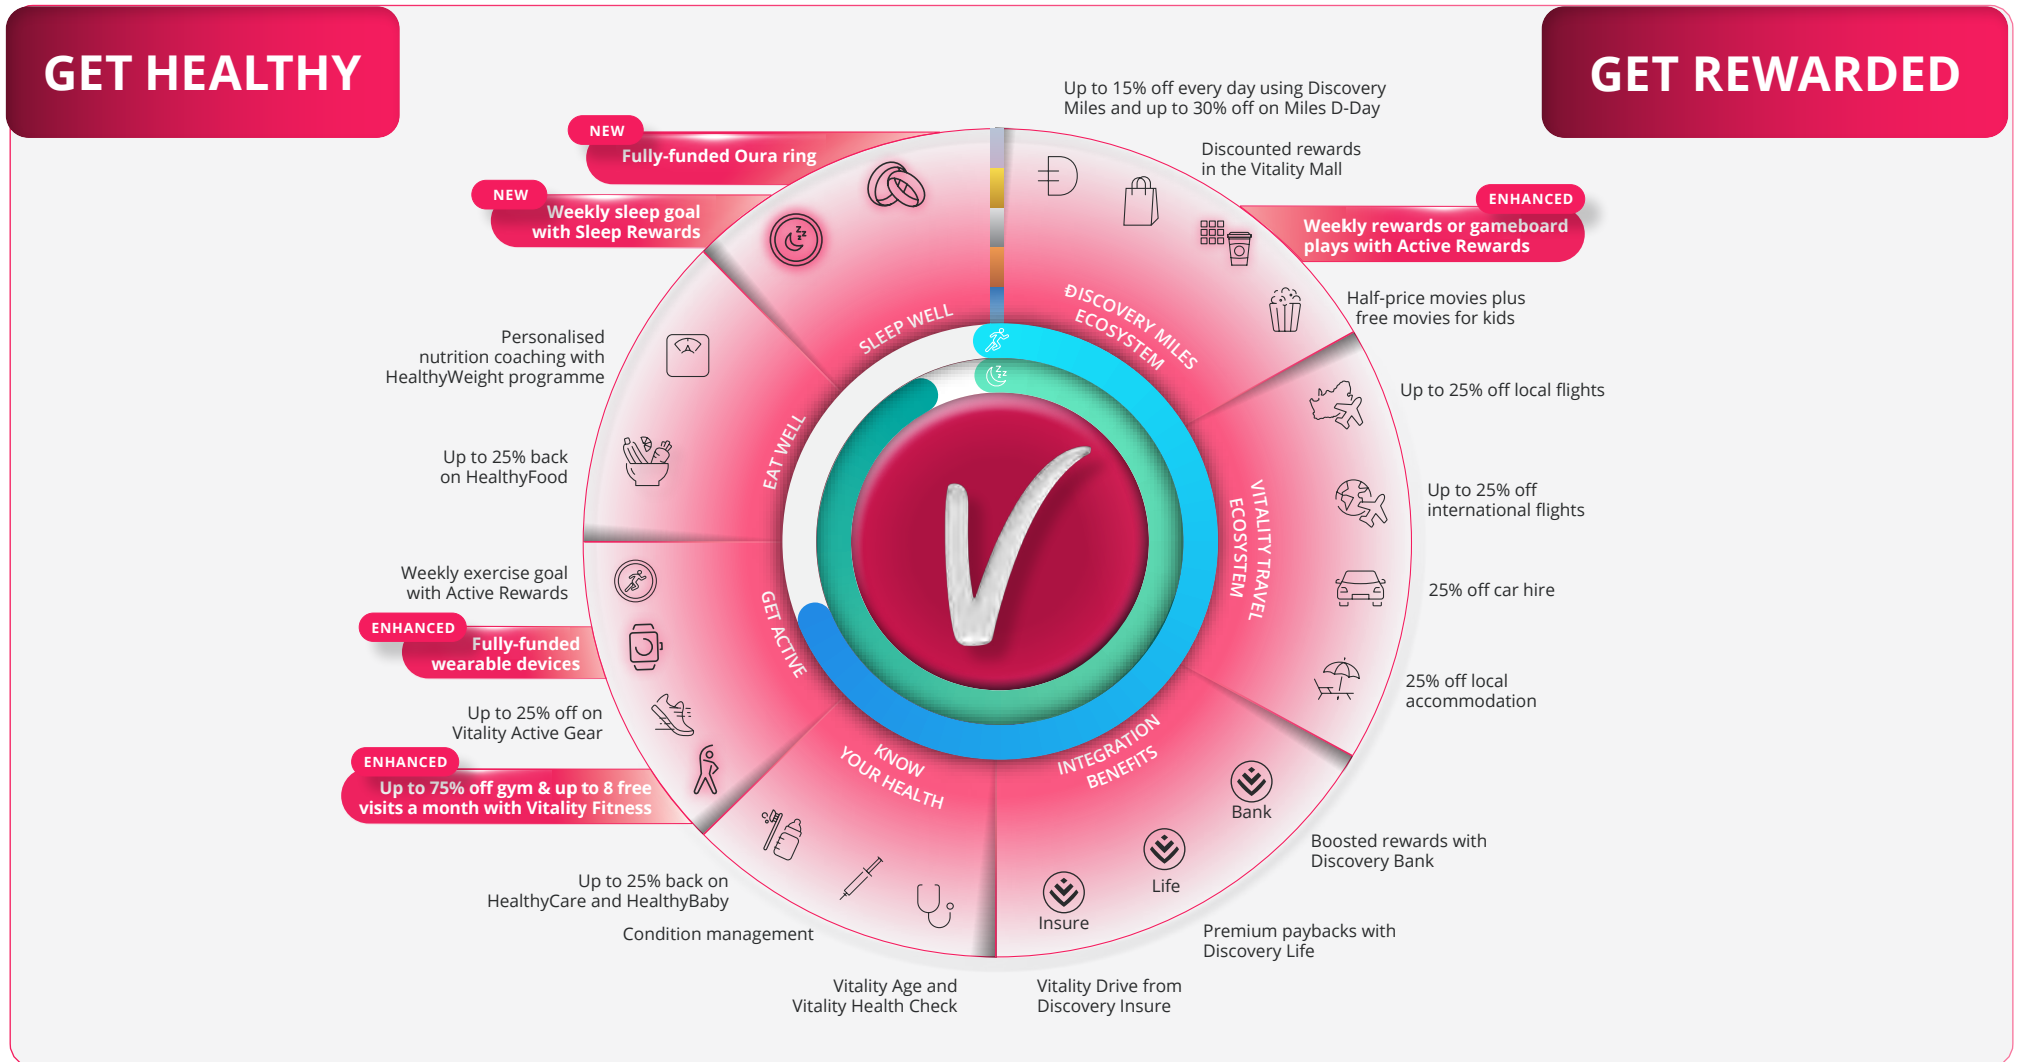 GET HEALTHY
GET REWARDED
NEW
Fully-funded Oura ring
NEW
Weekly sleep goal
with Sleep Rewards
SLEEP WELL
Personalised
nutrition coaching with
HealthyWeight programme
Up to 25% back
on HealthyFood
EAT WELL
Weekly exercise goal
with Active Rewards
ENHANCED
Fully-funded
wearable devices
Up to 25% off on
Vitality Active Gear
ENHANCED
Up to 75% off gym & up to 8 free
visits a month with Vitality Fitness
GET ACTIVE
Up to 25% back on
HealthyCare and HealthyBaby
Condition management
Vitality Age and
Vitality Health Check
KNOW
YOUR HEALTH
Up to 15% off every day using Discovery
Miles and up to 30% off on Miles D-Day
Discounted rewards
in the Vitality Mall
ENHANCED
Weekly rewards or gameboard
plays with Active Rewards
Half-price movies plus
free movies for kids
ĐISCOVERY MILES
ECOSYSTEM
Up to 25% off local flights
Up to 25% off
international flights
25% off car hire
25% off local
accommodation
VITALITY TRAVEL
ECOSYSTEM
INTEGRATION
BENEFITS
Bank
Life
Insure
Boosted rewards with
Discovery Bank
Premium paybacks with
Discovery Life
Vitality Drive from
Discovery Insure